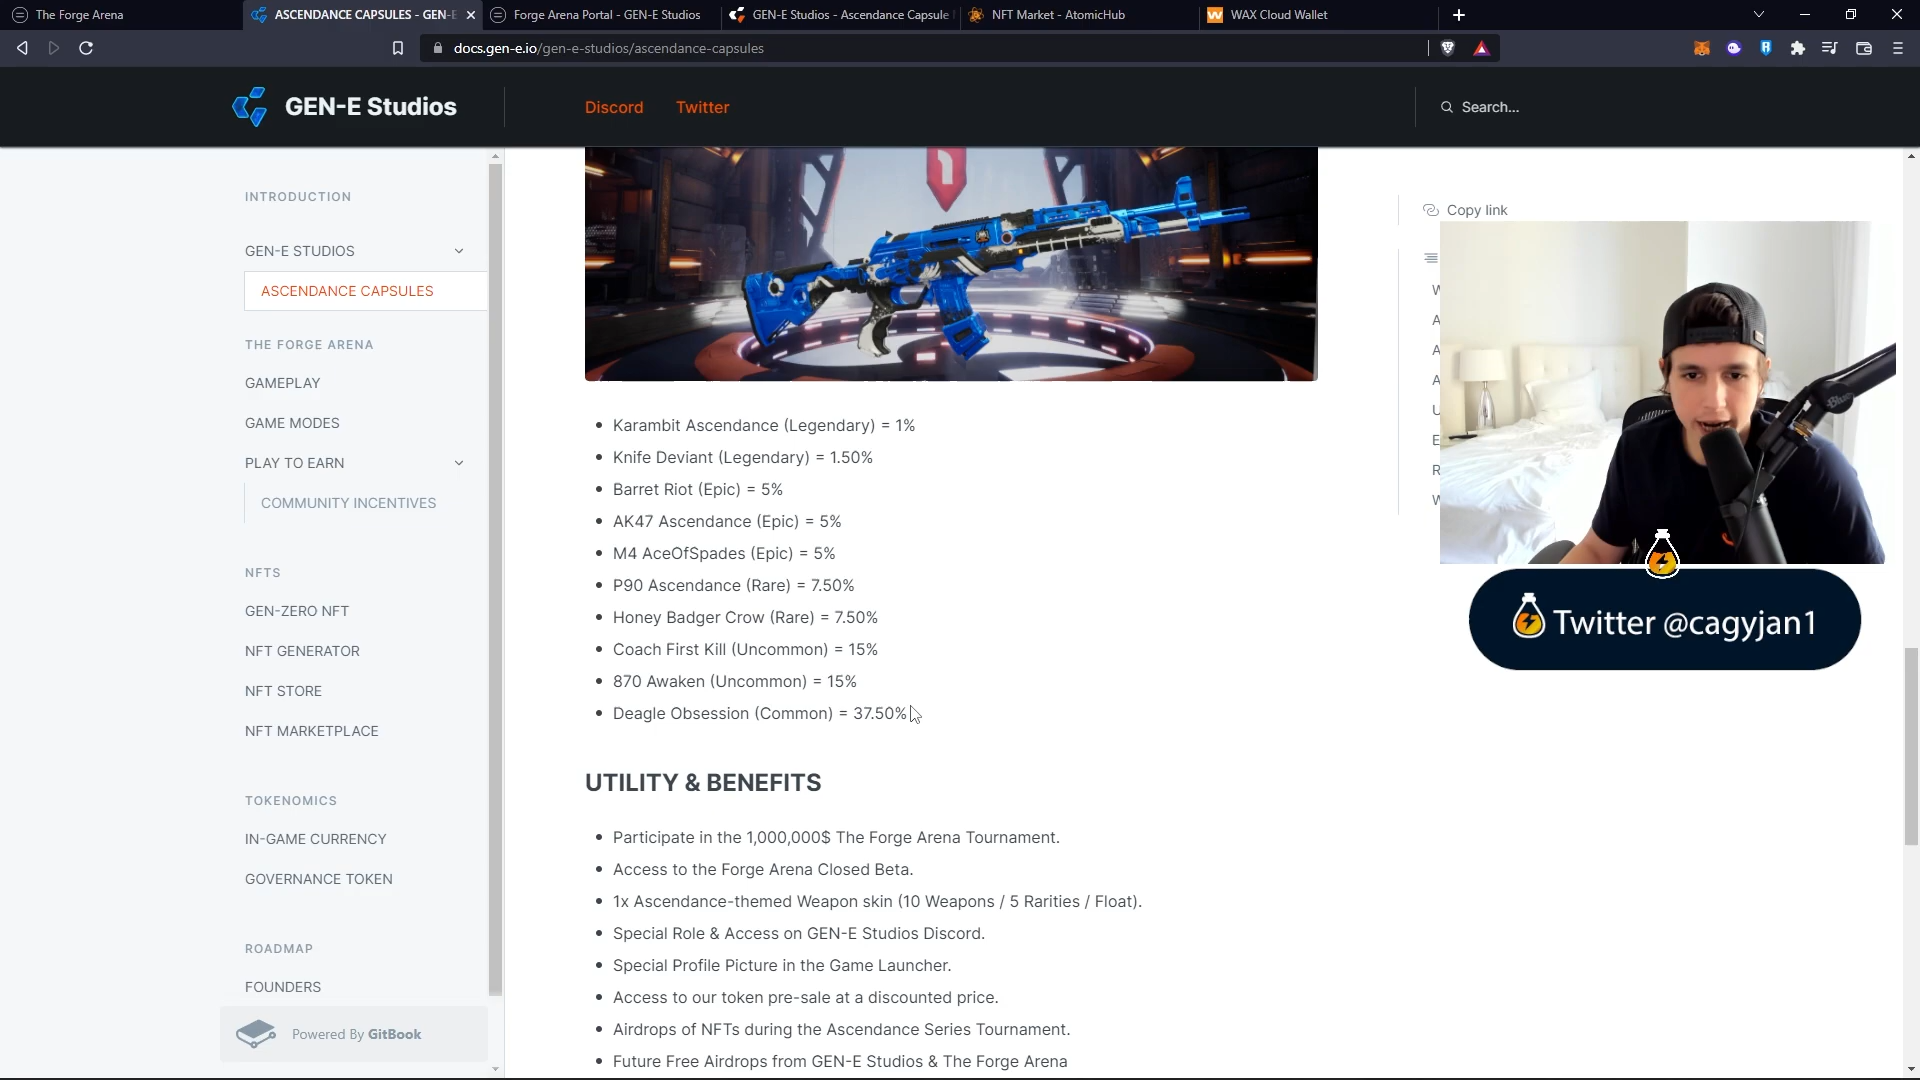 The Forge Arena
ASCENDANCE CAPSULES - GEN-E
Forge Arena Portal - GEN-E Studios
GEN-E Studios - Ascendance Capsule
NFT Market - AtomicHub
WAX Cloud Wallet
docs.gen-e.io/gen-e-studios/ascendance-capsules
GEN-E Studios
Discord
Twitter
Search...
INTRODUCTION
GEN-E STUDIOS
ASCENDANCE CAPSULES
THE FORGE ARENA
GAMEPLAY
GAME MODES
PLAY TO EARN
COMMUNITY INCENTIVES
NFTS
GEN-ZERO NFT
NFT GENERATOR
NFT STORE
NFT MARKETPLACE
TOKENOMICS
IN-GAME CURRENCY
GOVERNANCE TOKEN
ROADMAP
FOUNDERS
Powered By GitBook
Karambit Ascendance (Legendary) = 1%
Knife Deviant (Legendary) = 1.50%
Barret Riot (Epic) = 5%
AK47 Ascendance (Epic) = 5%
M4 AceOfSpades (Epic) = 5%
P90 Ascendance (Rare) = 7.50%
Honey Badger Crow (Rare) = 7.50%
Coach First Kill (Uncommon) = 15%
870 Awaken (Uncommon) = 15%
Deagle Obsession (Common) = 37.50%
UTILITY & BENEFITS
Participate in the 1,000,000$ The Forge Arena Tournament.
Access to the Forge Arena Closed Beta.
1x Ascendance-themed Weapon skin (10 Weapons / 5 Rarities / Float).
Special Role & Access on GEN-E Studios Discord.
Special Profile Picture in the Game Launcher.
Access to our token pre-sale at a discounted price.
Airdrops of NFTs during the Ascendance Series Tournament.
Future Free Airdrops from GEN-E Studios & The Forge Arena
Copy link
Twitter @cagyjan1